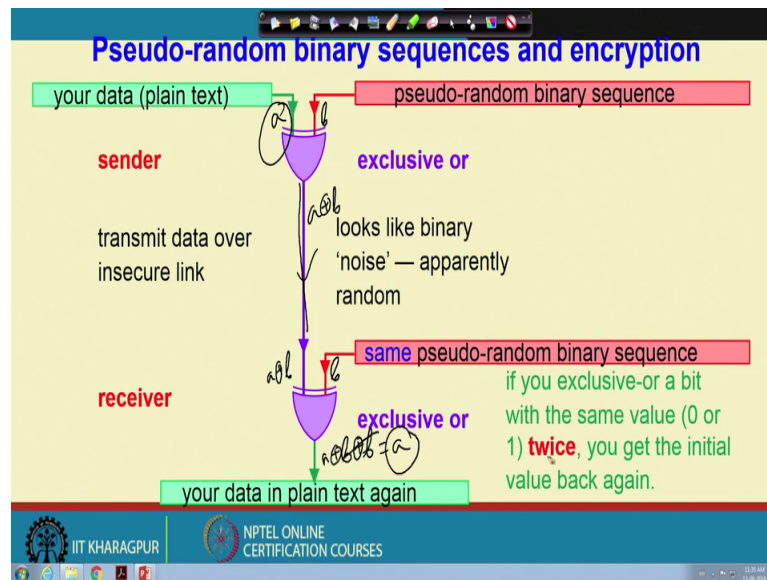 Pseudo-random binary sequences and encryption
your data (plain text)
pseudo-random binary sequence
a
b
sender
exclusive or
a⊕b
transmit data over
insecure link
looks like binary
‘noise’ — apparently
random
same pseudo-random binary sequence
a⊕b
b
receiver
exclusive or
if you exclusive-or a bit
with the same value (0 or
1) twice, you get the initial
value back again.
a⊕b⊕b = a
your data in plain text again
IIT KHARAGPUR
NPTEL ONLINE
CERTIFICATION COURSES
11:35 AM